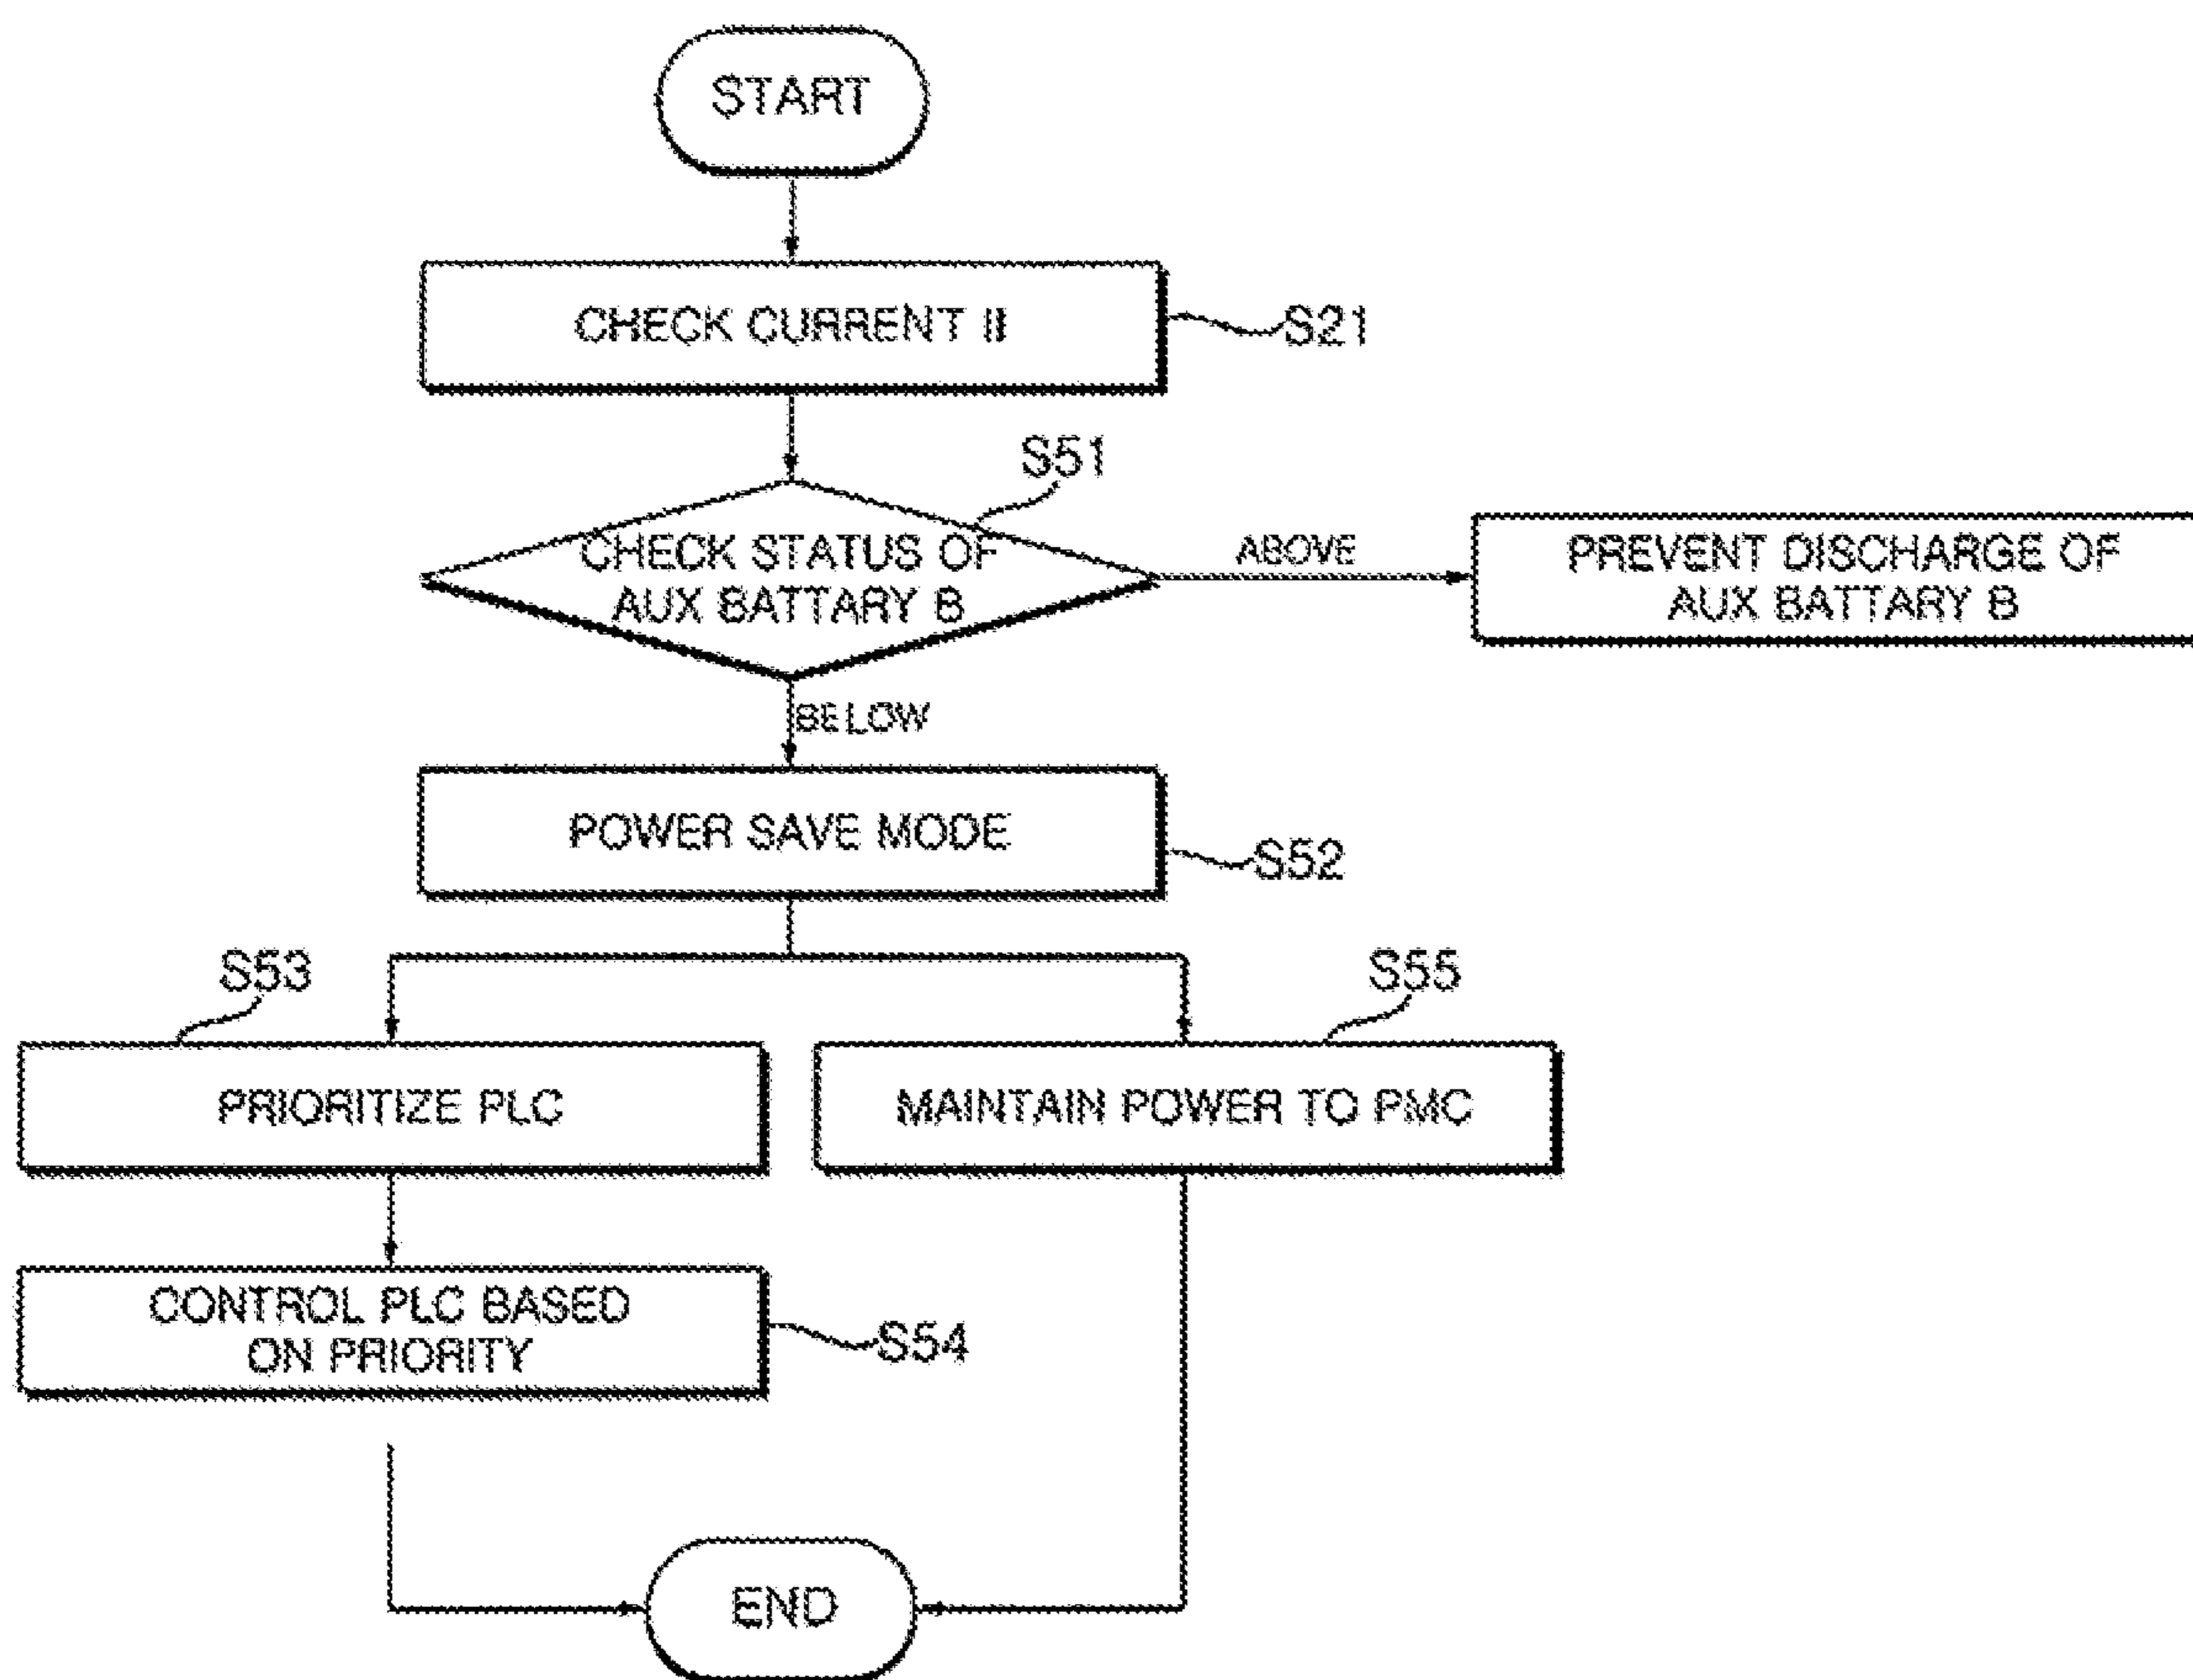 START
CHECK CURRENT II
S21
S51
CHECK STATUS OF
AUX BATTARY B
ABOVE
PREVENT DISCHARGE OF
AUX BATTARY B
BELOW
POWER SAVE MODE
S52
S53
S55
PRIORITIZE PLC
MAINTAIN POWER TO PMC
CONTROL PLC BASED
ON PRIORITY
S54
END